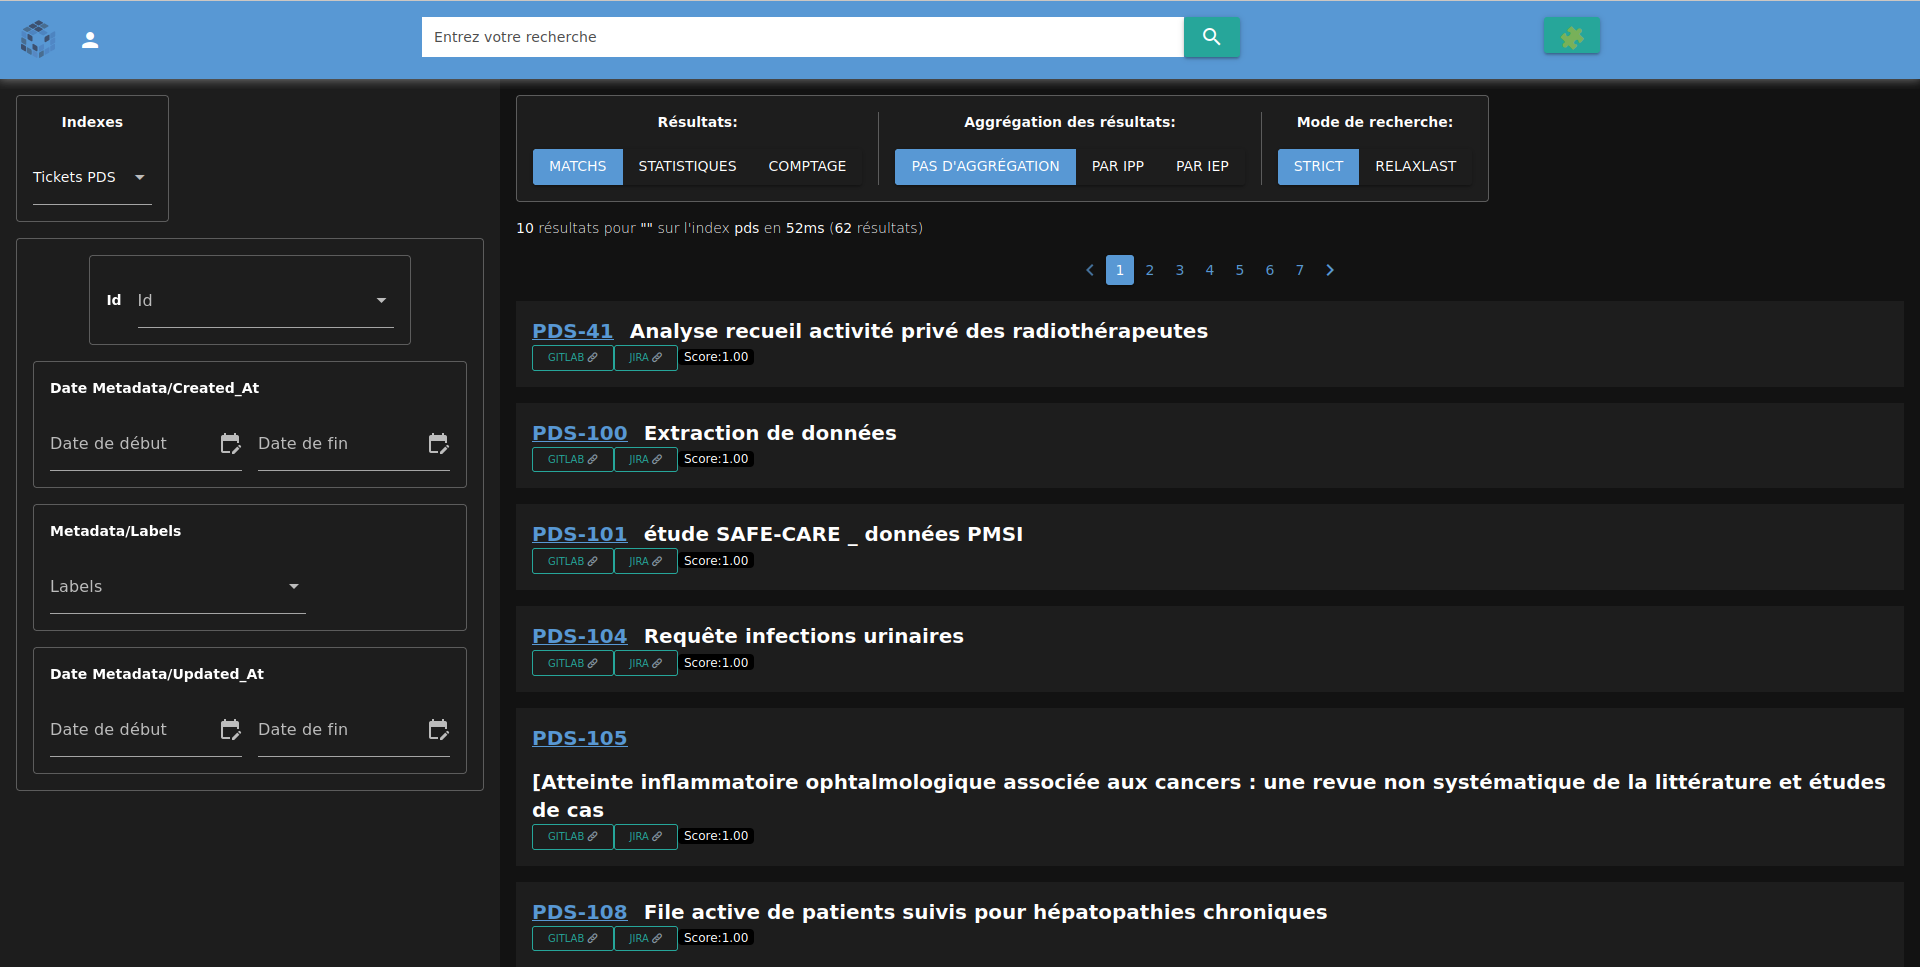 Entrez votre recherche
Indexes
Tickets PDS
Id Id
Date Metadata/Created_At
Date de début Date de fin
Metadata/Labels
Labels
Date Metadata/Updated_At
Date de début Date de fin
Résultats: Aggrégation des résultats: Mode de recherche:
MATCHS STATISTIQUES COMPTAGE PAS D'AGGRÉGATION PAR IPP PAR IEP STRICT RELAXLAST
10 résultats pour "" sur l'index pds en 52ms (62 résultats)
1 2 3 4 5 6 7
PDS-41 Analyse recueil activité privé des radiothérapeutes
GITLAB JIRA Score:1.00
PDS-100 Extraction de données
GITLAB JIRA Score:1.00
PDS-101 étude SAFE-CARE _ données PMSI
GITLAB JIRA Score:1.00
PDS-104 Requête infections urinaires
GITLAB JIRA Score:1.00
PDS-105
[Atteinte inflammatoire ophtalmologique associée aux cancers : une revue non systématique de la littérature et études
de cas
GITLAB JIRA Score:1.00
PDS-108 File active de patients suivis pour hépatopathies chroniques
GITLAB JIRA Score:1.00